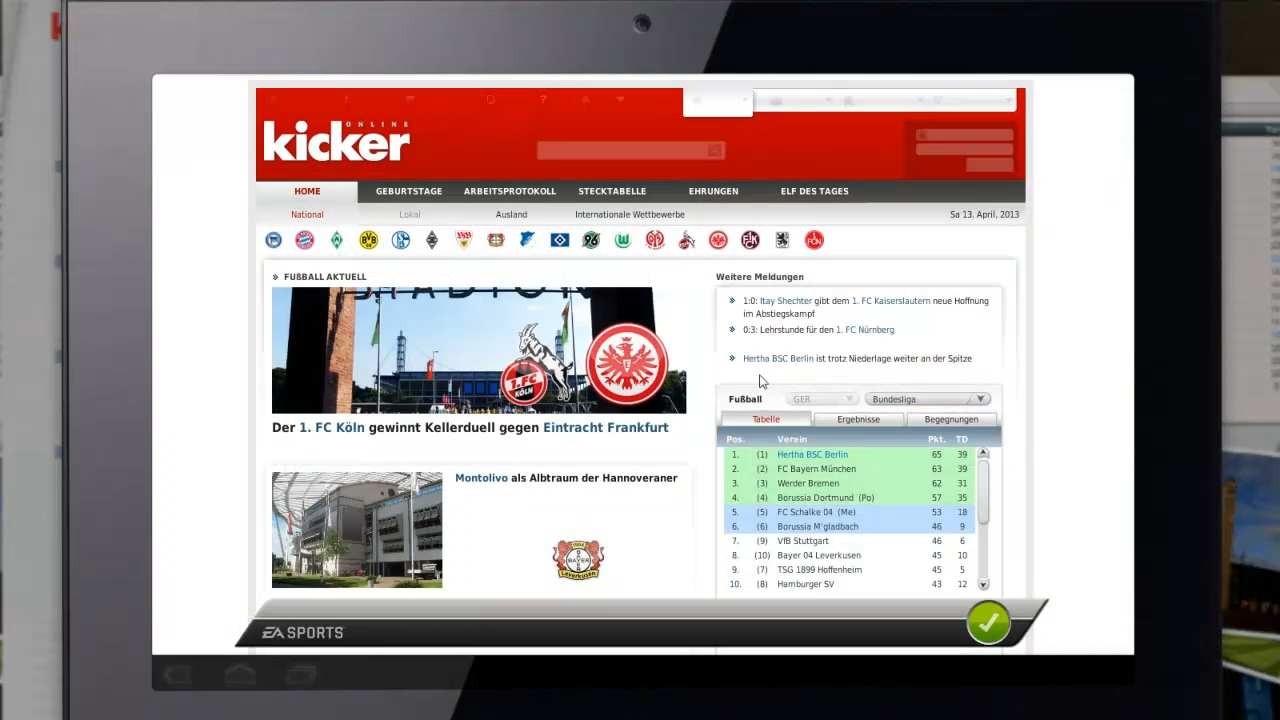 ONLINE
kicker
HOME GEBURTSTAGE ARBEITSPROTOKOLL STECKTABELLE EHRUNGEN ELF DES TAGES
National Lokal Ausland Internationale Wettbewerbe Sa 13. April, 2013
FUßBALL AKTUELL
STADION
1.FC KÖLN
Der 1. FC Köln gewinnt Kellerduell gegen Eintracht Frankfurt
Montolivo als Albtraum der Hannoveraner
1904
BAYER
Leverkusen
Weitere Meldungen
1:0: Itay Shechter gibt dem 1. FC Kaiserslautern neue Hoffnung
im Abstiegskampf
0:3: Lehrstunde für den 1. FC Nürnberg
Hertha BSC Berlin ist trotz Niederlage weiter an der Spitze
Fußball GER Bundesliga
Tabelle Ergebnisse Begegnungen
Pos. Verein Pkt. TD
1. (1) Hertha BSC Berlin 65 39
2. (2) FC Bayern München 63 39
3. (3) Werder Bremen 62 31
4. (4) Borussia Dortmund (Po) 57 35
5. (5) FC Schalke 04 (Me) 53 18
6. (6) Borussia M'gladbach 46 9
7. (9) VfB Stuttgart 46 6
8. (10) Bayer 04 Leverkusen 45 10
9. (7) TSG 1899 Hoffenheim 45 5
10. (8) Hamburger SV 43 12
EA SPORTS